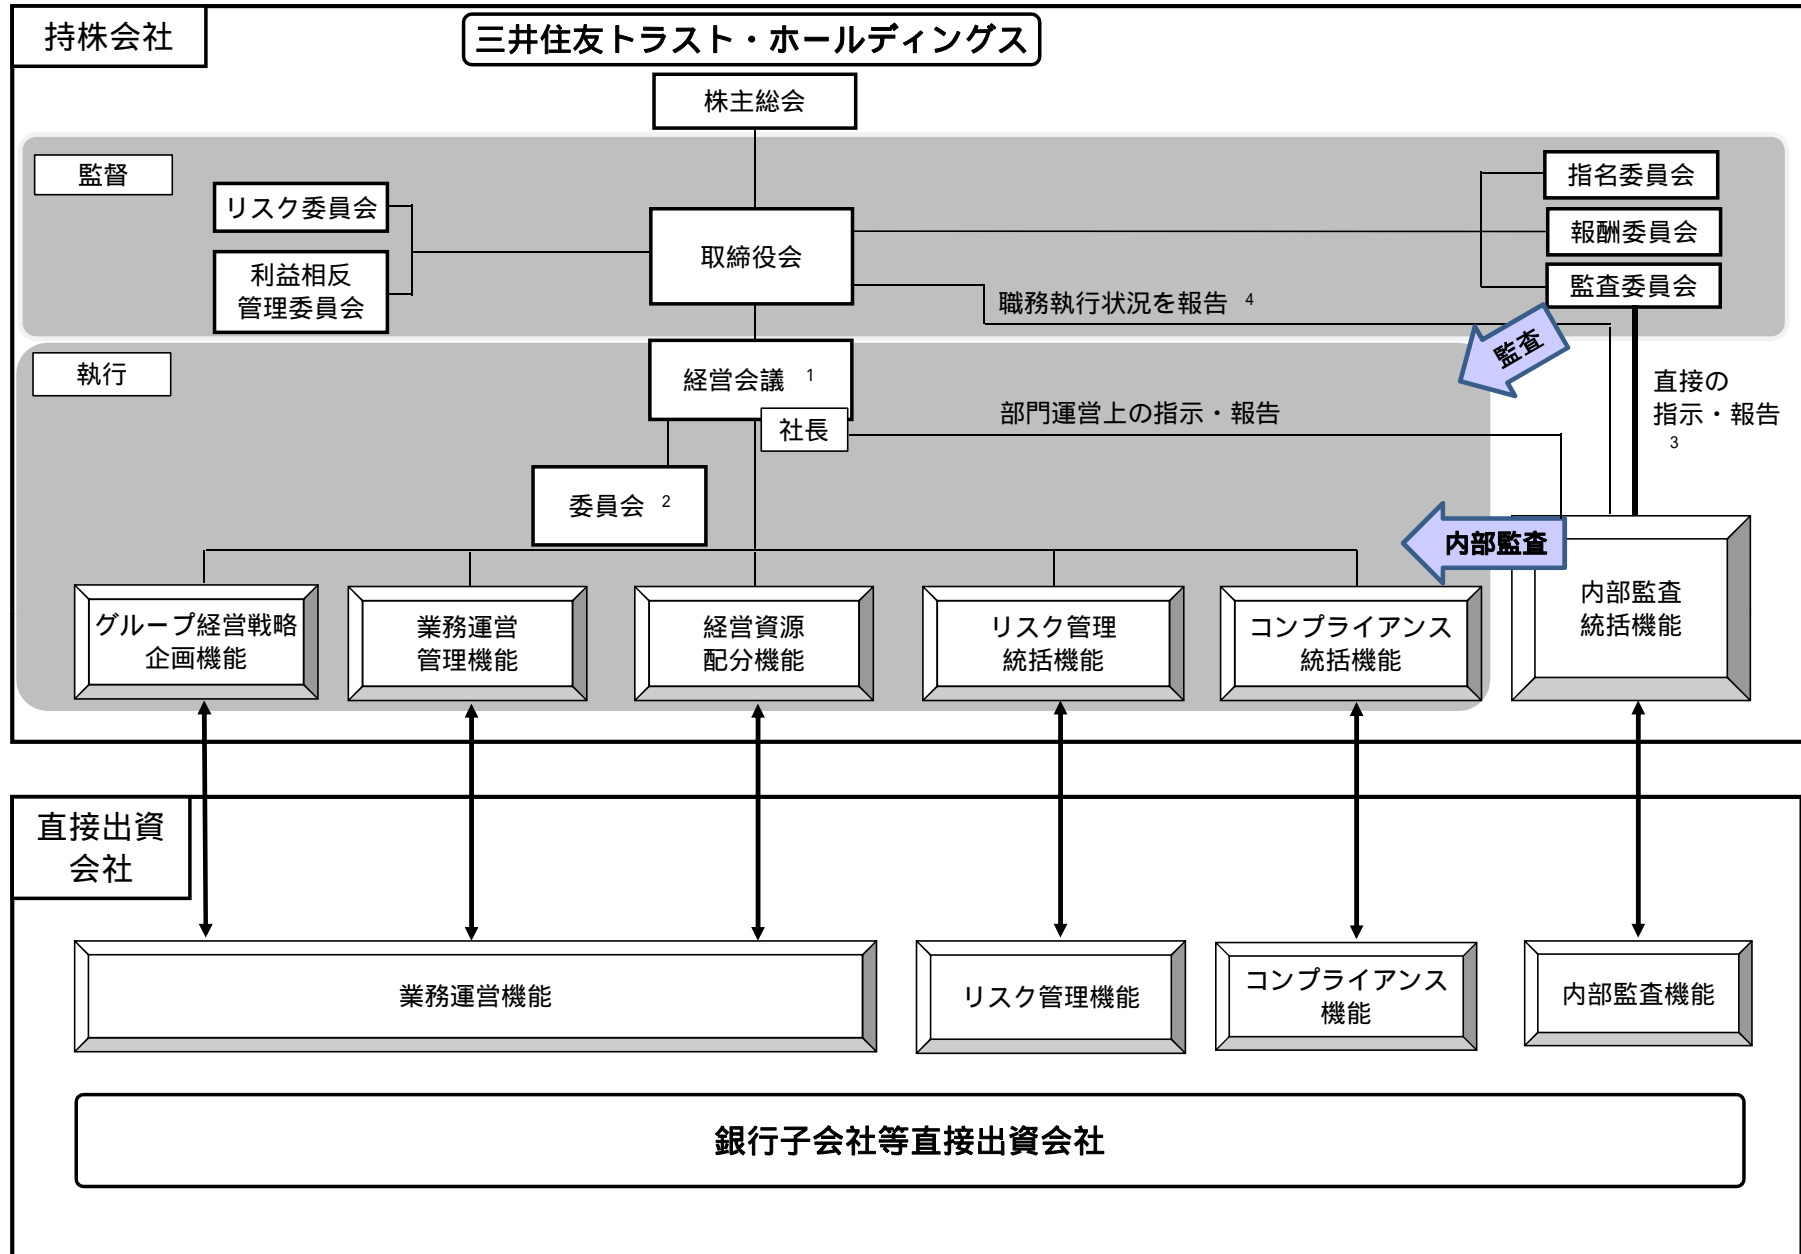 持株会社
三井住友トラスト・ホールディングス
株主総会
監督
リスク委員会
利益相反
管理委員会
取締役会
指名委員会
報酬委員会
監査委員会
職務執行状況を報告 4
監査
執行
経営会議 1
社長
部門運営上の指示・報告
直接の
指示・報告
3
委員会 2
内部監査
グループ経営戦略
企画機能
業務運営
管理機能
経営資源
配分機能
リスク管理
統括機能
コンプライアンス
統括機能
内部監査
統括機能
直接出資
会社
業務運営機能
リスク管理機能
コンプライアンス
機能
内部監査機能
銀行子会社等直接出資会社